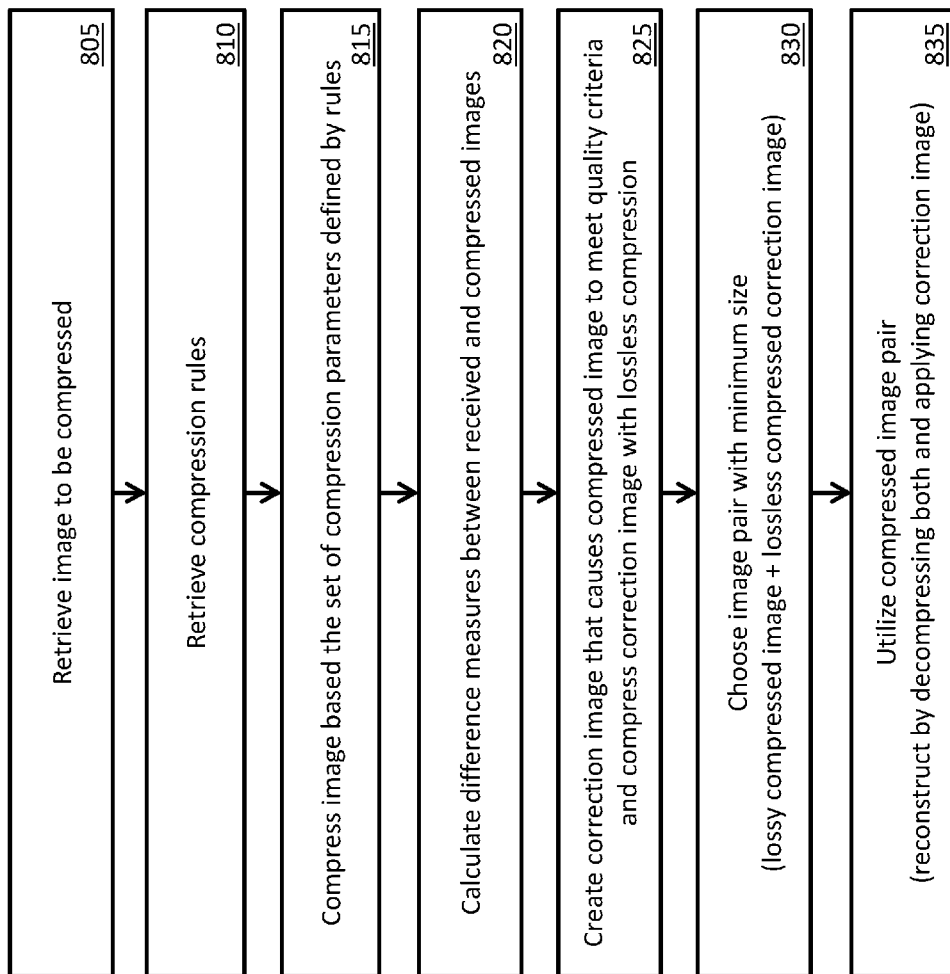 Retrieve image to be compressed
805
Retrieve compression rules
810
Compress image based the set of compression parameters defined by rules
815
Calculate difference measures between received and compressed images
820
Create correction image that causes compressed image to meet quality criteria
and compress correction image with lossless compression
825
Choose image pair with minimum size
(lossy compressed image + lossless compressed correction image)
830
Utilize compressed image pair
(reconstruct by decompressing both and applying correction image)
835